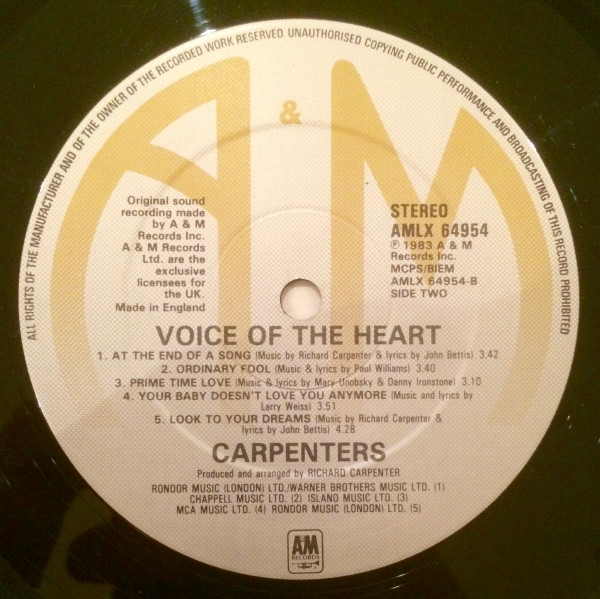 ALL RIGHTS OF THE MANUFACTURER AND OF THE OWNER OF THE RECORDED WORK RESERVED UNAUTHORISED COPYING PUBLIC PERFORMANCE AND BROADCASTING OF THIS RECORD PROHIBITED
A & M
Original sound
recording made
by A & M
Records Inc.
A & M Records
Ltd. are the
exclusive
licensees for
the UK.
Made in England
STEREO
AMLX 64954
℗ 1983 A & M
Records Inc.
MCPS/BIEM
AMLX 64954-B
SIDE TWO
VOICE OF THE HEART
1. AT THE END OF A SONG (Music by Richard Carpenter & lyrics by John Bettis) 3.42
2. ORDINARY FOOL (Music & lyrics by Paul Williams) 3.40
3. PRIME TIME LOVE (Music & lyrics by Mary Unobsky & Danny Ironstone) 3.10
4. YOUR BABY DOESN'T LOVE YOU ANYMORE (Music and lyrics by
Larry Weiss) 3.51
5. LOOK TO YOUR DREAMS (Music by Richard Carpenter &
lyrics by John Bettis) 4.28
CARPENTERS
Produced and arranged by RICHARD CARPENTER
RONDOR MUSIC (LONDON) LTD./WARNER BROTHERS MUSIC LTD. (1)
CHAPPELL MUSIC LTD. (2) ISLAND MUSIC LTD. (3)
MCA MUSIC LTD. (4) RONDOR MUSIC (LONDON) LTD. (5)
AM
RECORDS